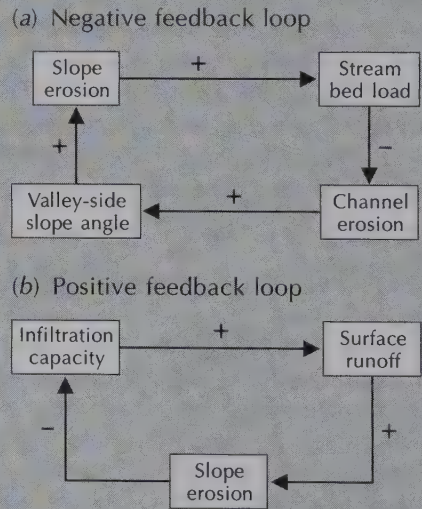 (a) Negative feedback loop
Slope
erosion
+
Stream
bed load
+
−
Valley-side
slope angle
+
Channel
erosion
(b) Positive feedback loop
Infiltration
capacity
+
Surface
runoff
−
+
Slope
erosion